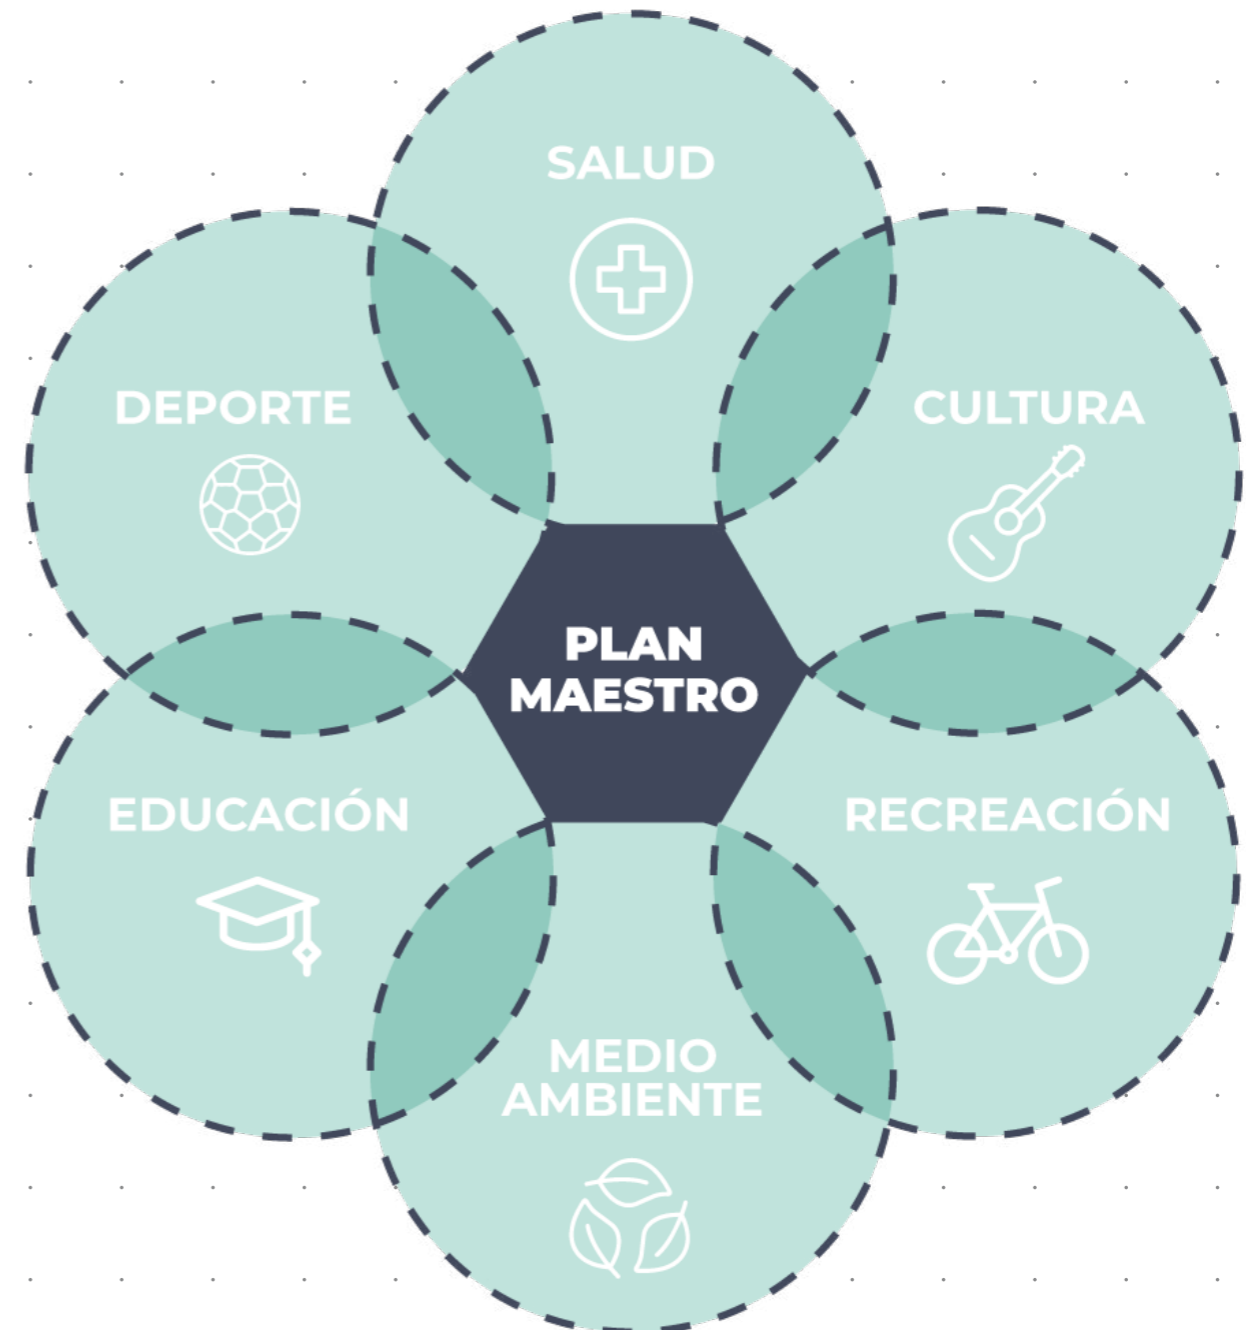 SALUD
DEPORTE
CULTURA
PLAN
MAESTRO
EDUCACIÓN
RECREACIÓN
MEDIO
AMBIENTE